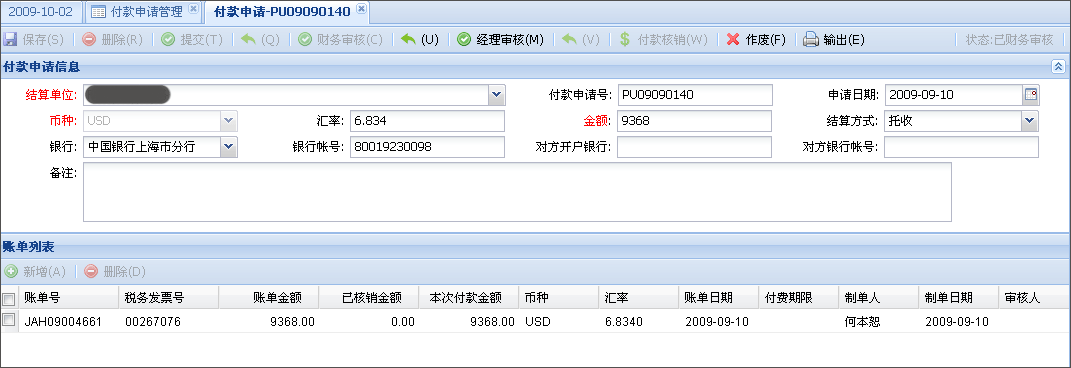 2009-10-02 付款申请管理 付款申请-PU09090140
保存(S) 删除(R) 提交(T) (Q) 财务审核(C) (U) 经理审核(M) (V) $ 付款核销(W) 作废(F) 输出(E) 状态:已财务审核
付款申请信息
结算单位: 付款申请号: PU09090140 申请日期: 2009-09-10
币种: USD 汇率: 6.834 金额: 9368 结算方式: 托收
银行: 中国银行上海市分行 银行帐号: 80019230098 对方开户银行: 对方银行帐号:
备注:
账单列表
新增(A) 删除(D)
账单号 税务发票号 账单金额 已核销金额 本次付款金额 币种 汇率 账单日期 付费期限 制单人 制单日期 审核人
JAH09004661 00267076 9368.00 0.00 9368.00 USD 6.8340 2009-09-10 何本恕 2009-09-10